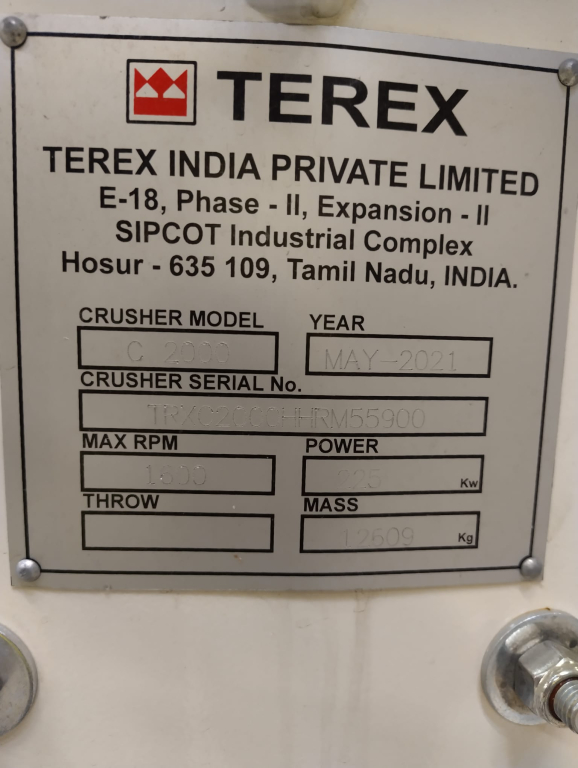 TEREX
TEREX INDIA PRIVATE LIMITED
E-18, Phase - II, Expansion - II
SIPCOT Industrial Complex
Hosur - 635 109, Tamil Nadu, INDIA.
CRUSHER MODEL YEAR
C 2000 MAY-2021
CRUSHER SERIAL No.
MAX RPM POWER
1600 Kw
THROW MASS
12609 Kg